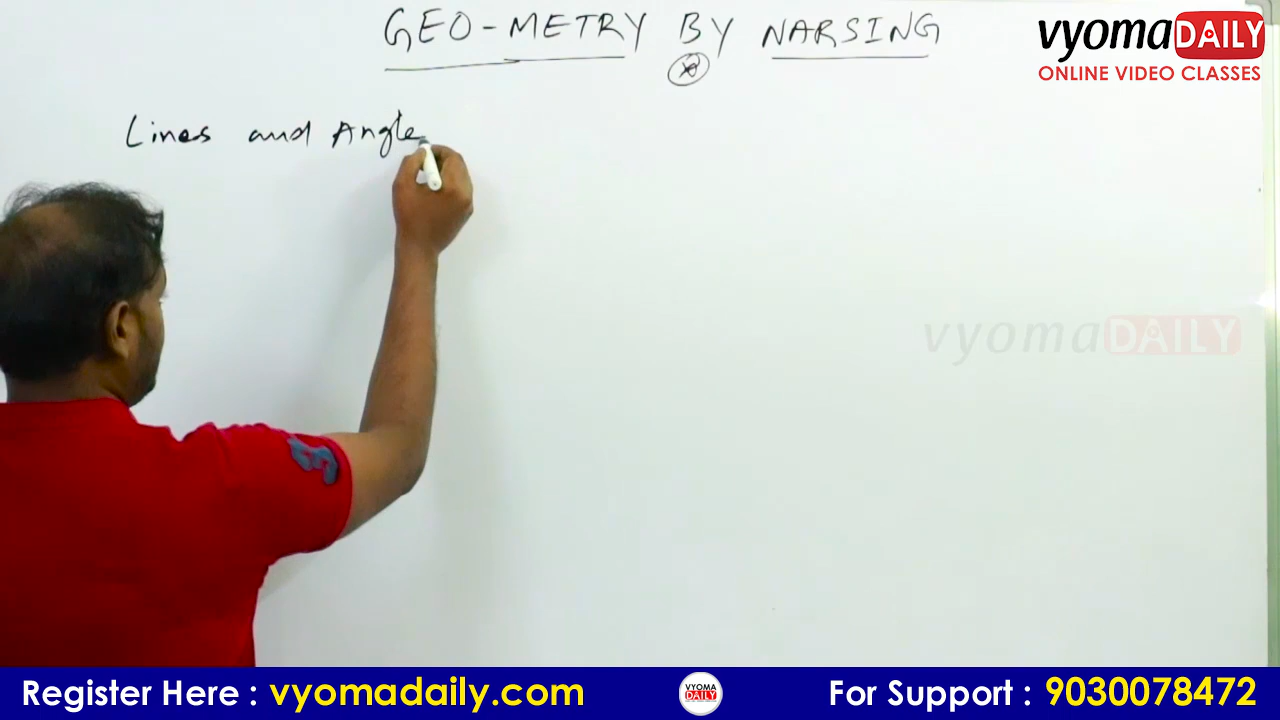 GEO-METRY BY NARSING
vyomaDAILY
ONLINE VIDEO CLASSES
Lines and Angle
vyomaDAILY
Register Here : vyomadaily.com
VYOMA
DAILY
For Support : 9030078472